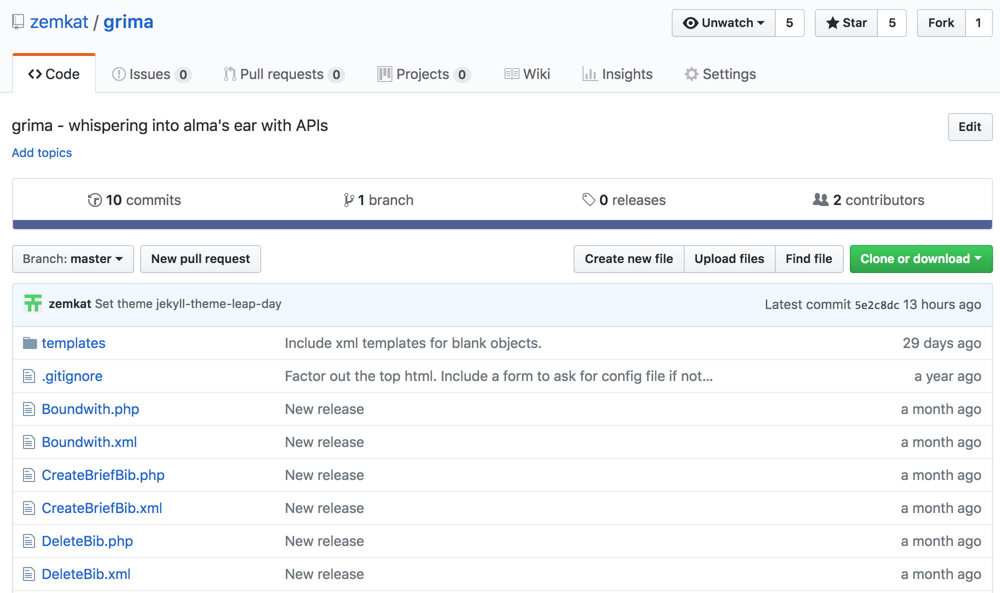 zemkat / grima Unwatch 5 Star 5 Fork 1
Code Issues 0 Pull requests 0 Projects 0 Wiki Insights Settings
grima - whispering into alma's ear with APIs Edit
Add topics
10 commits 1 branch 0 releases 2 contributors
Branch: master New pull request Create new file Upload files Find file Clone or download
zemkat Set theme jekyll-theme-leap-day Latest commit 5e2c8dc 13 hours ago
templates Include xml templates for blank objects. 29 days ago
.gitignore Factor out the top html. Include a form to ask for config file if not... a year ago
Boundwith.php New release a month ago
Boundwith.xml New release a month ago
CreateBriefBib.php New release a month ago
CreateBriefBib.xml New release a month ago
DeleteBib.php New release a month ago
DeleteBib.xml New release a month ago